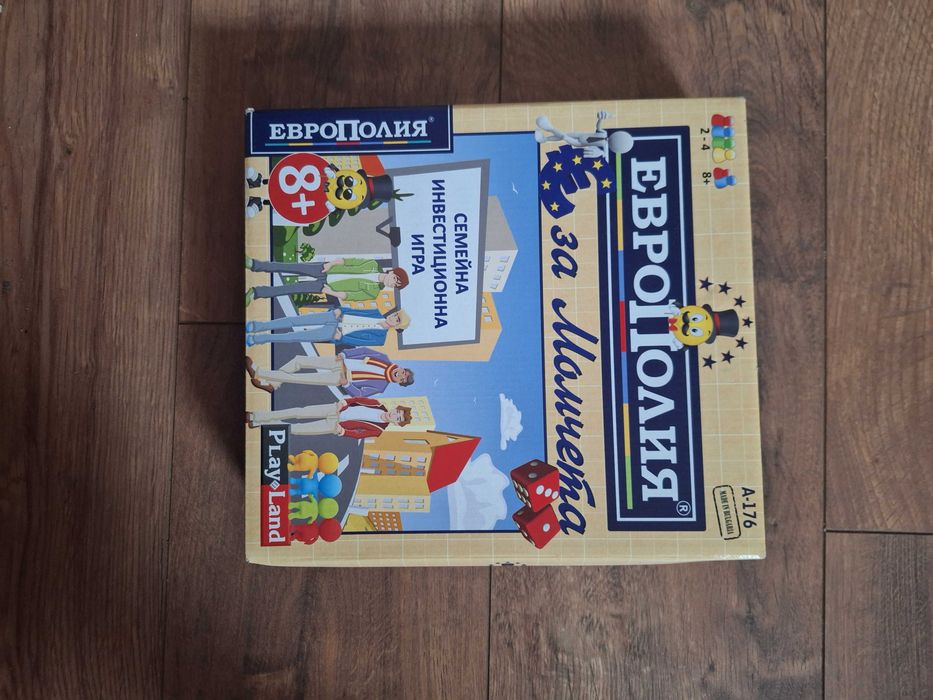 2 - 4
8+
A-176
MADE IN BULGARIA
ЕВРОПОЛИЯ®
за Момчета
СЕМЕЙНА
ИНВЕСТИЦИОННА
ИГРА
8+
Play Land
ЕВРОПОЛИЯ®